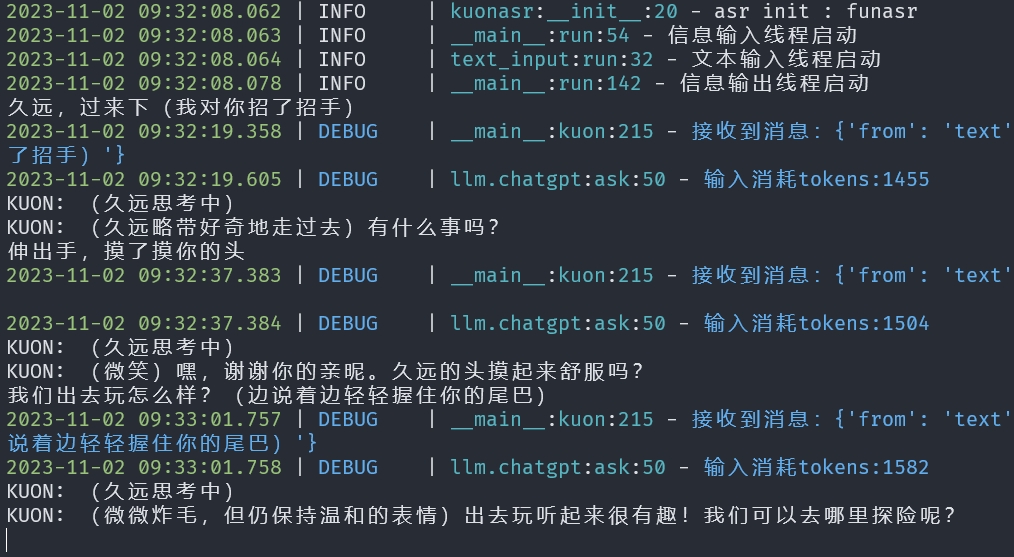 2023-11-02 09:32:08.062 | INFO     | kuonasr:__init__:20 - asr init : funasr
2023-11-02 09:32:08.063 | INFO     | __main__:run:54 - 信息输入线程启动
2023-11-02 09:32:08.064 | INFO     | text_input:run:32 - 文本输入线程启动
2023-11-02 09:32:08.078 | INFO     | __main__:run:142 - 信息输出线程启动
久远，过来下（我对你招了招手）
2023-11-02 09:32:19.358 | DEBUG    | __main__:kuon:215 - 接收到消息：{'from': 'text'
了招手）'}
2023-11-02 09:32:19.605 | DEBUG    | llm.chatgpt:ask:50 - 输入消耗tokens:1455
KUON: （久远思考中）
KUON: （久远略带好奇地走过去）有什么事吗？
伸出手，摸了摸你的头
2023-11-02 09:32:37.383 | DEBUG    | __main__:kuon:215 - 接收到消息：{'from': 'text'
2023-11-02 09:32:37.384 | DEBUG    | llm.chatgpt:ask:50 - 输入消耗tokens:1504
KUON: （久远思考中）
KUON: （微笑）嘿，谢谢你的亲昵。久远的头摸起来舒服吗？
我们出去玩怎么样？（边说着边轻轻握住你的尾巴）
2023-11-02 09:33:01.757 | DEBUG    | __main__:kuon:215 - 接收到消息：{'from': 'text'
说着边轻轻握住你的尾巴）'}
2023-11-02 09:33:01.758 | DEBUG    | llm.chatgpt:ask:50 - 输入消耗tokens:1582
KUON: （久远思考中）
KUON: （微微炸毛，但仍保持温和的表情）出去玩听起来很有趣！我们可以去哪里探险呢？